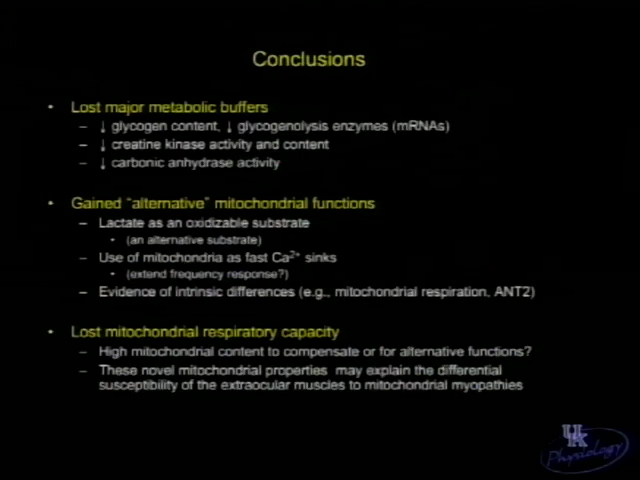 Conclusions
• Lost major metabolic buffers
– ↓ glycogen content, ↓ glycogenolysis enzymes (mRNAs)
– ↓ creatine kinase activity and content
– ↓ carbonic anhydrase activity
• Gained "alternative" mitochondrial functions
– Lactate as an oxidizable substrate
• (an alternative substrate)
– Use of mitochondria as fast Ca²⁺ sinks
• (extend frequency response?)
– Evidence of intrinsic differences (e.g., mitochondrial respiration, ANT2)
• Lost mitochondrial respiratory capacity
– High mitochondrial content to compensate or for alternative functions?
– These novel mitochondrial properties may explain the differential
susceptibility of the extraocular muscles to mitochondrial myopathies
UK
Physiology